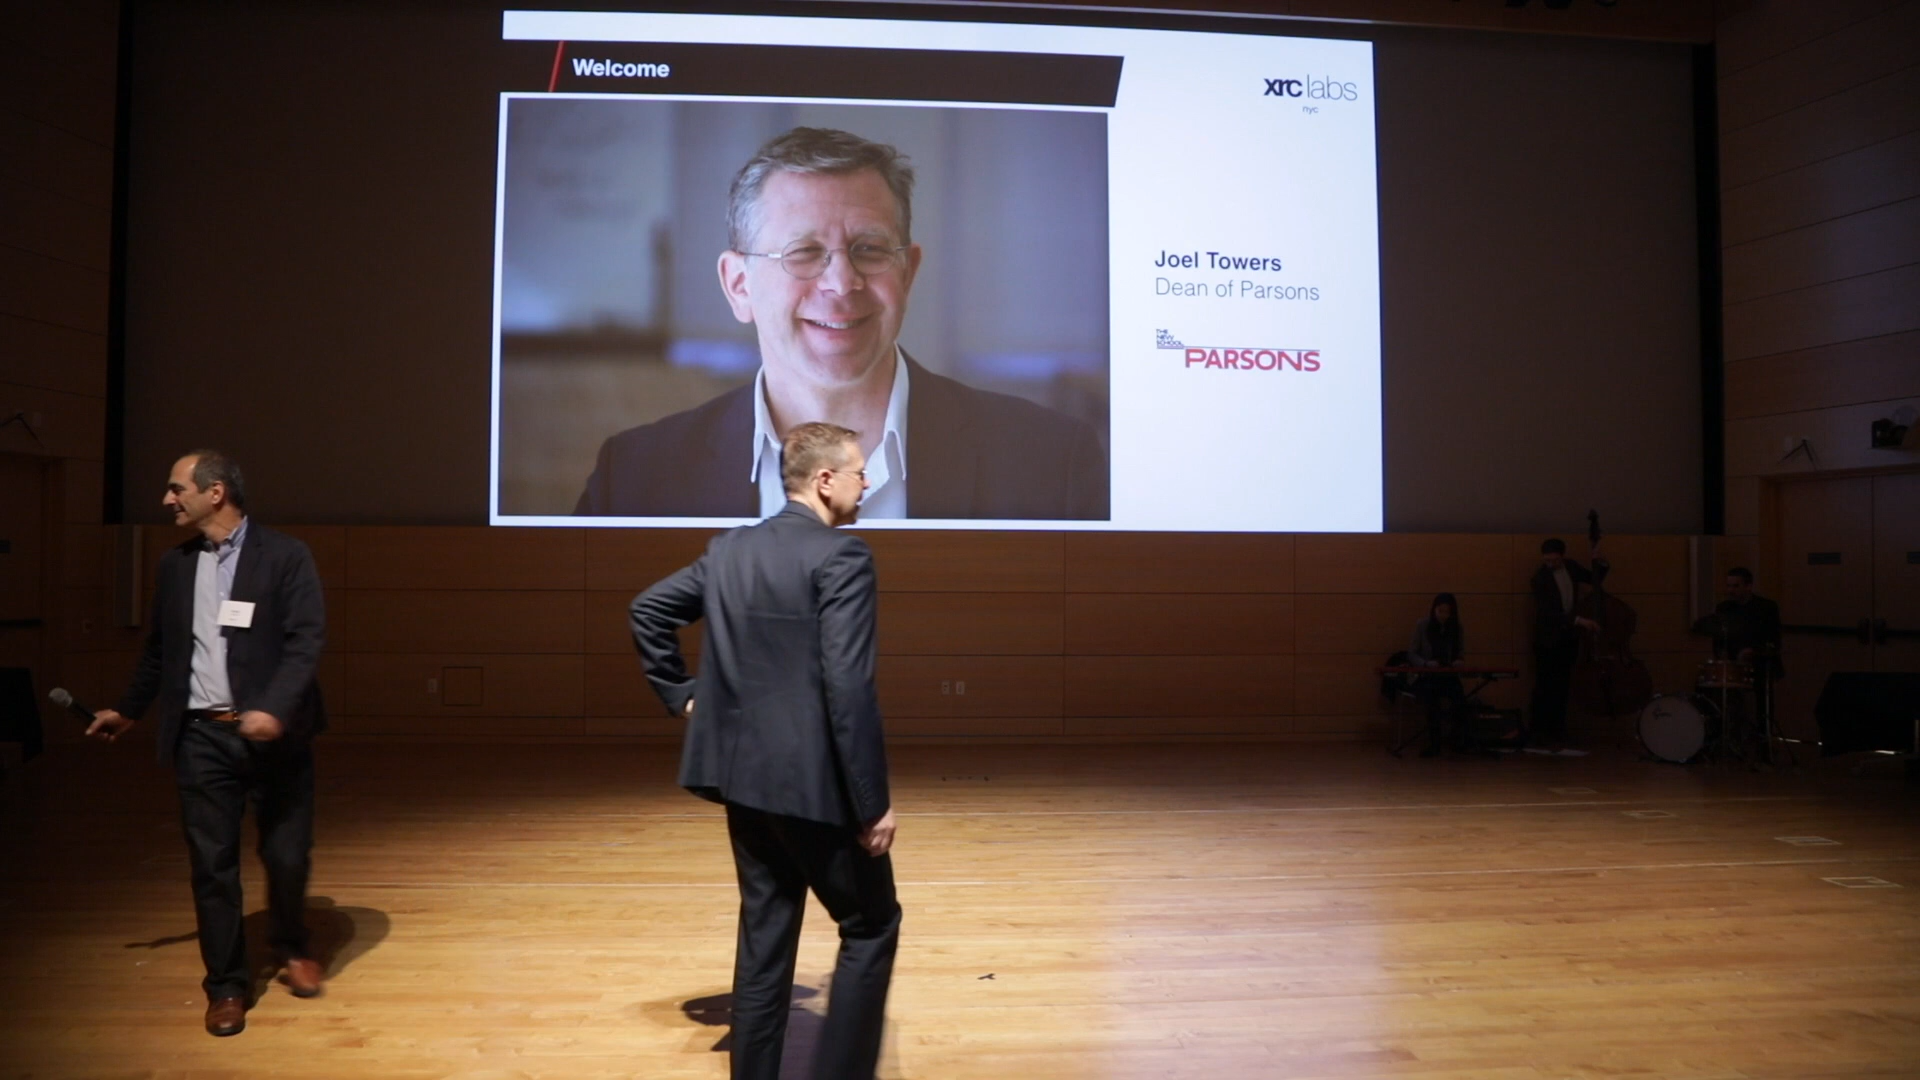 Welcome
xrc labs
nyc
Joel Towers
Dean of Parsons
THE
NEW
SCHOOL
PARSONS